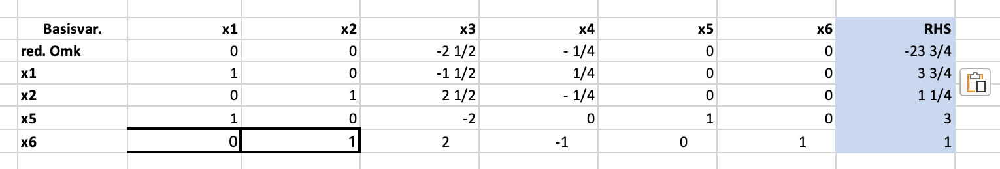 Basisvar. x1 x2 x3 x4 x5 x6 RHS
red. Omk 0 0 -2 1/2 - 1/4 0 0 -23 3/4
x1 1 0 -1 1/2 1/4 0 0 3 3/4
x2 0 1 2 1/2 - 1/4 0 0 1 1/4
x5 1 0 -2 0 1 0 3
x6 0 1 2 -1 0 1 1